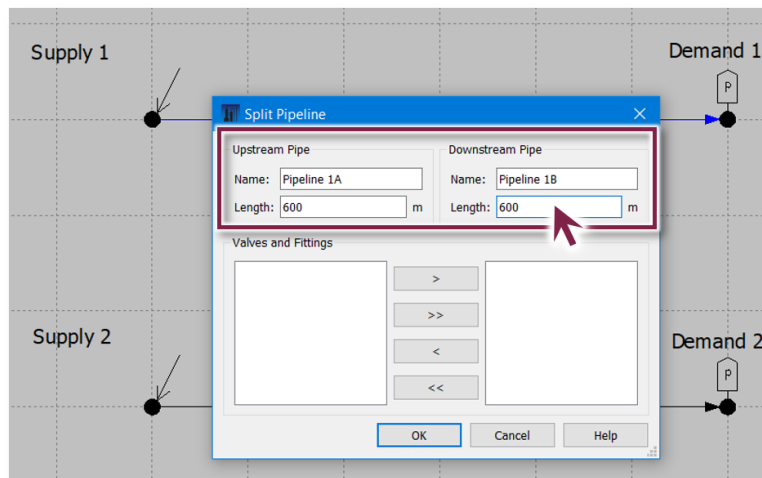 Supply 1
Demand 1
P
Split Pipeline
Upstream Pipe
Downstream Pipe
Name: Pipeline 1A
Name: Pipeline 1B
Length: 600 m
Length: 600 m
Valves and Fittings
>
>>
<
<<
Supply 2
Demand 2
P
OK
Cancel
Help